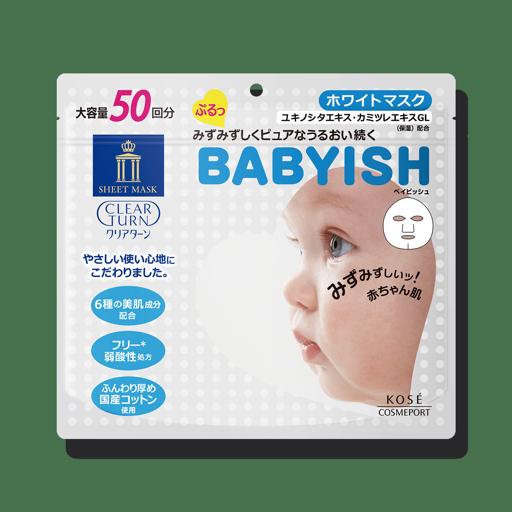 大容量50回分
ぷるっ
ホワイトマスク
ユキノシタエキス・カミツレエキスGL
(保湿)配合
みずみずしくピュアなうるおい続く
BABYISH
ベイビッシュ
SHEET MASK
CLEAR
TURN
クリアターン
やさしい使い心地に
こだわりました。
みずみずしいッ!
赤ちゃん肌
6種の美肌成分
配合
フリー*
弱酸性処方
ふんわり厚め
国産コットン
使用
KOSÉ
COSMEPORT